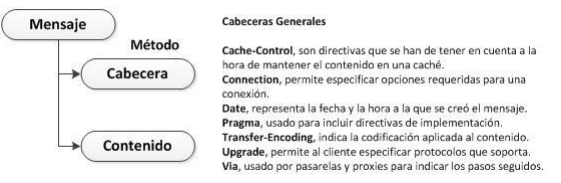 Mensaje
Método
Cabecera
Contenido
Cabeceras Generales
Cache-Control, son directivas que se han de tener en cuenta a la
hora de mantener el contenido en una caché.
Connection, permite especificar opciones requeridas para una
conexión.
Date, representa la fecha y la hora a la que se creó el mensaje.
Pragma, usado para incluir directivas de implementación.
Transfer-Encoding, indica la codificación aplicada al contenido.
Upgrade, permite al cliente especificar protocolos que soporta.
Via, usado por pasarelas y proxies para indicar los pasos seguidos.